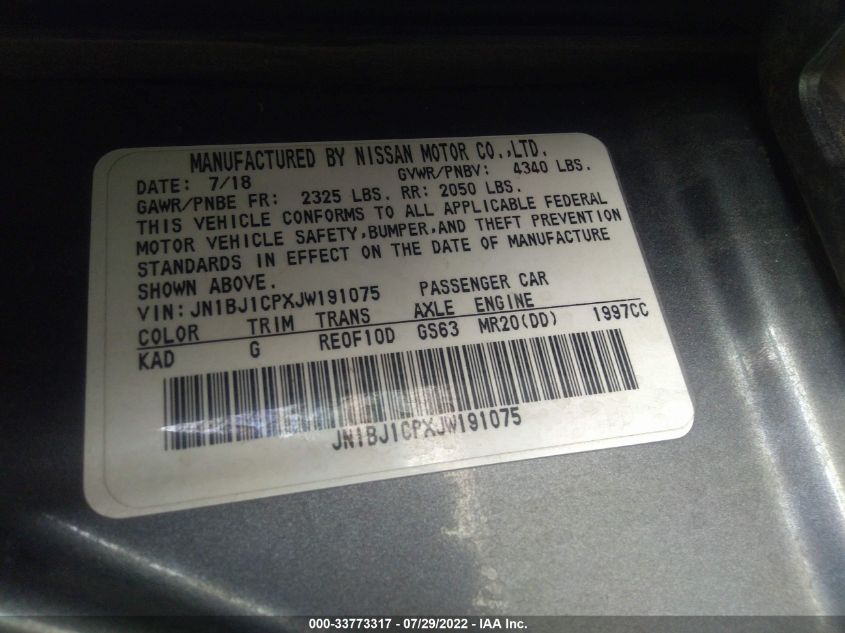 MANUFACTURED BY NISSAN MOTOR CO.,LTD.
DATE: 7/18 GVWR/PNBV: 4340 LBS.
GAWR/PNBE FR: 2325 LBS. RR: 2050 LBS.
THIS VEHICLE CONFORMS TO ALL APPLICABLE FEDERAL
MOTOR VEHICLE SAFETY,BUMPER,AND THEFT PREVENTION
STANDARDS IN EFFECT ON THE DATE OF MANUFACTURE
SHOWN ABOVE.
VIN: JN1BJ1CPXJW191075 PASSENGER CAR
COLOR TRIM TRANS AXLE ENGINE
KAD G RE0F10D GS63 MR20(DD) 1997CC
JN1BJ1CPXJW191075
000-33773317 - 07/29/2022 - IAA Inc.